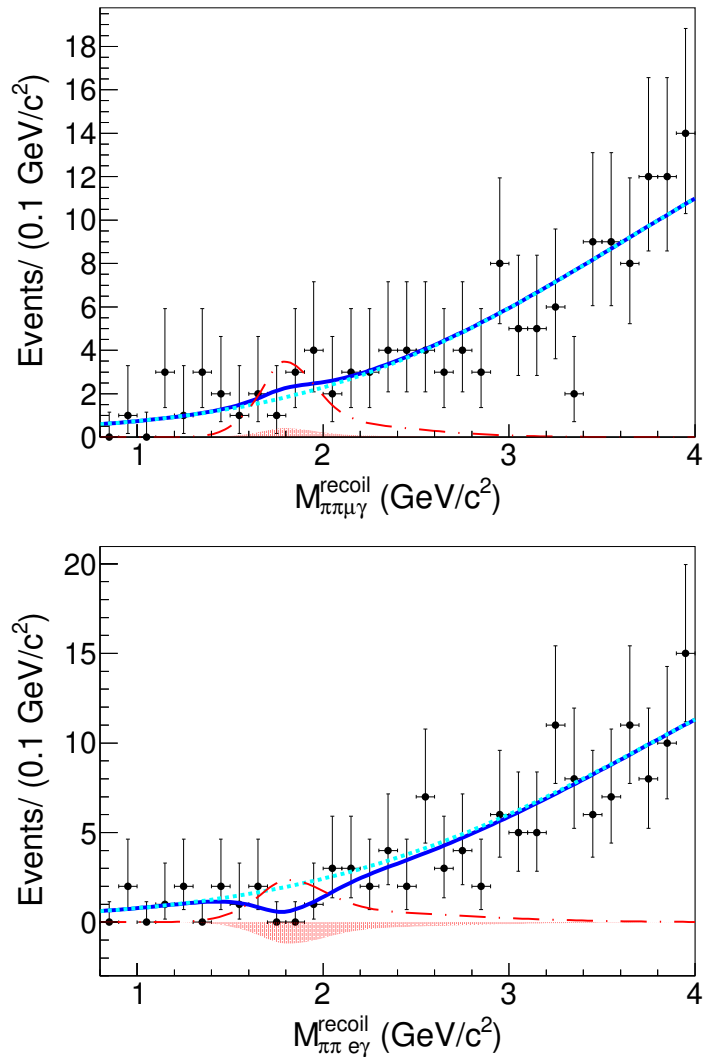 Events/ (0.1 GeV/c²)
18
16
14
12
10
8
6
4
2
0
1 2 3 4
M^recoil_ππμγ (GeV/c²)
Events/ (0.1 GeV/c²)
20
15
10
5
0
1 2 3 4
M^recoil_ππ eγ (GeV/c²)